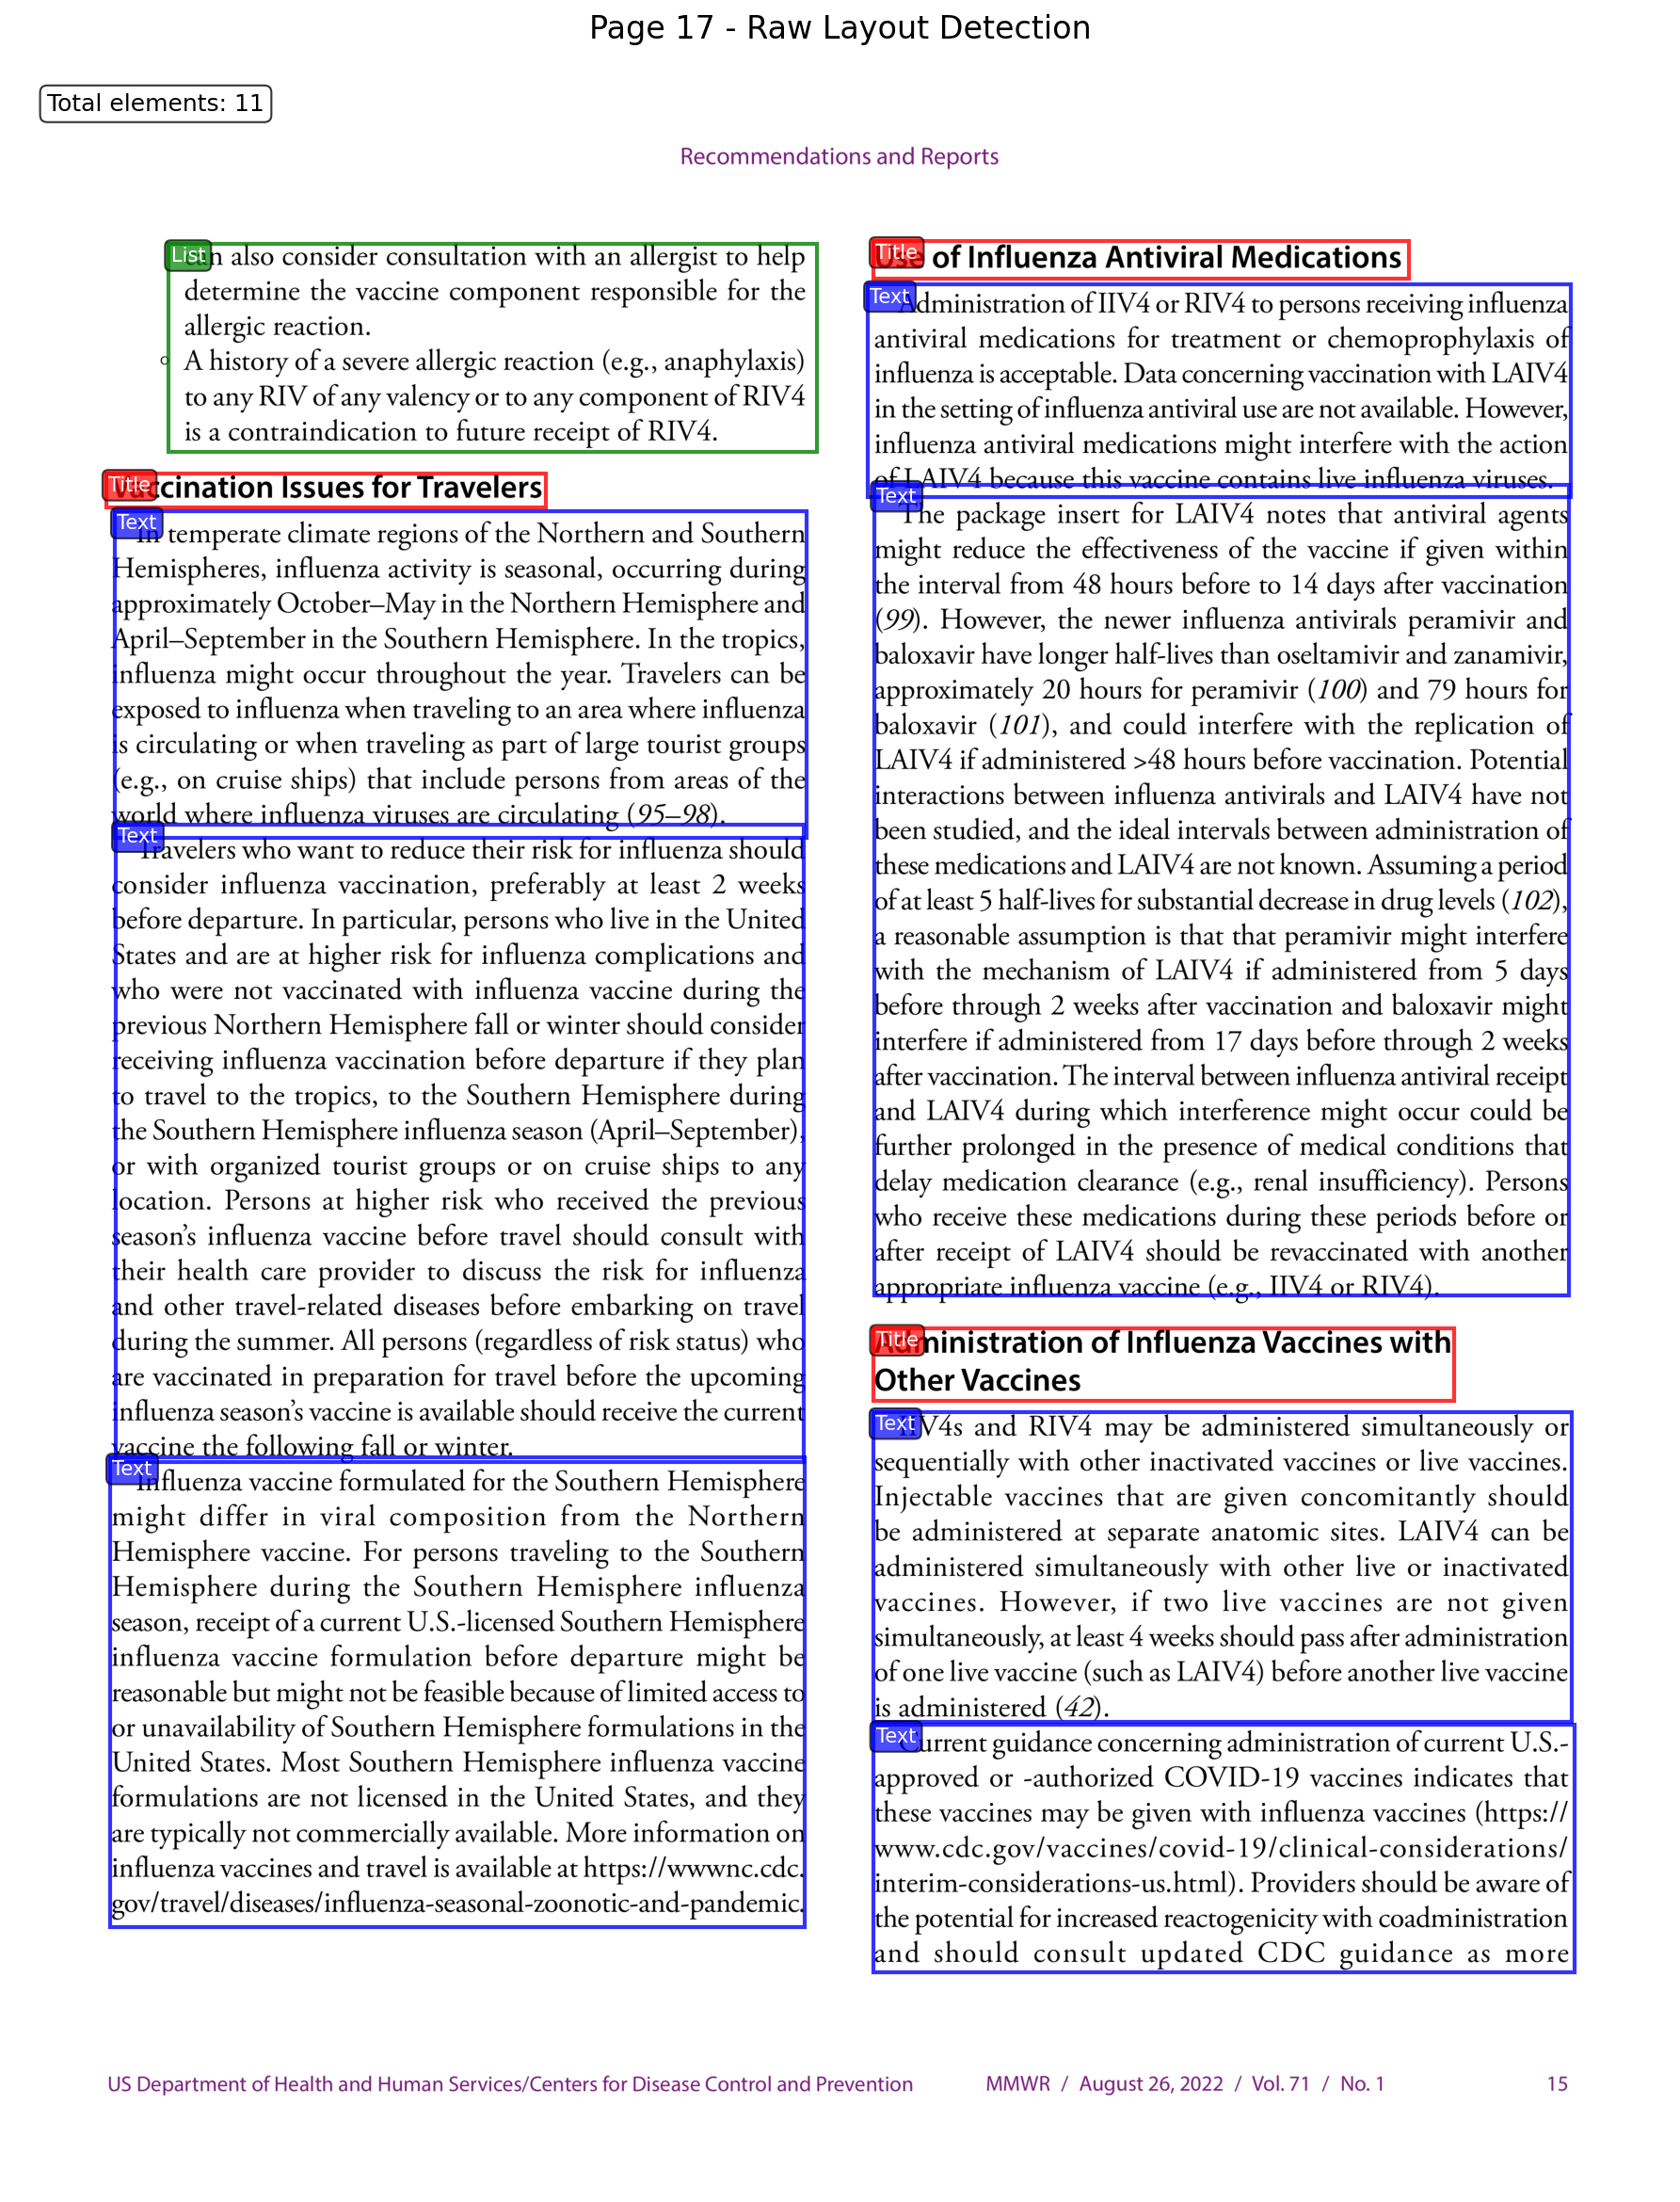 Page 17 - Raw Layout Detection
Total elements: 11
Recommendations and Reports
List
can also consider consultation with an allergist to help
determine the vaccine component responsible for the
allergic reaction.
○ A history of a severe allergic reaction (e.g., anaphylaxis)
to any RIV of any valency or to any component of RIV4
is a contraindication to future receipt of RIV4.
Title
Vaccination Issues for Travelers
Text
In temperate climate regions of the Northern and Southern
Hemispheres, influenza activity is seasonal, occurring during
approximately October–May in the Northern Hemisphere and
April–September in the Southern Hemisphere. In the tropics,
influenza might occur throughout the year. Travelers can be
exposed to influenza when traveling to an area where influenza
is circulating or when traveling as part of large tourist groups
(e.g., on cruise ships) that include persons from areas of the
world where influenza viruses are circulating (95–98).
Text
Travelers who want to reduce their risk for influenza should
consider influenza vaccination, preferably at least 2 weeks
before departure. In particular, persons who live in the United
States and are at higher risk for influenza complications and
who were not vaccinated with influenza vaccine during the
previous Northern Hemisphere fall or winter should consider
receiving influenza vaccination before departure if they plan
to travel to the tropics, to the Southern Hemisphere during
the Southern Hemisphere influenza season (April–September),
or with organized tourist groups or on cruise ships to any
location. Persons at higher risk who received the previous
season’s influenza vaccine before travel should consult with
their health care provider to discuss the risk for influenza
and other travel-related diseases before embarking on travel
during the summer. All persons (regardless of risk status) who
are vaccinated in preparation for travel before the upcoming
influenza season’s vaccine is available should receive the current
vaccine the following fall or winter.
Text
Influenza vaccine formulated for the Southern Hemisphere
might differ in viral composition from the Northern
Hemisphere vaccine. For persons traveling to the Southern
Hemisphere during the Southern Hemisphere influenza
season, receipt of a current U.S.-licensed Southern Hemisphere
influenza vaccine formulation before departure might be
reasonable but might not be feasible because of limited access to
or unavailability of Southern Hemisphere formulations in the
United States. Most Southern Hemisphere influenza vaccine
formulations are not licensed in the United States, and they
are typically not commercially available. More information on
influenza vaccines and travel is available at https://wwwnc.cdc.
gov/travel/diseases/influenza-seasonal-zoonotic-and-pandemic.
Title
Use of Influenza Antiviral Medications
Text
Administration of IIV4 or RIV4 to persons receiving influenza
antiviral medications for treatment or chemoprophylaxis of
influenza is acceptable. Data concerning vaccination with LAIV4
in the setting of influenza antiviral use are not available. However,
influenza antiviral medications might interfere with the action
of LAIV4 because this vaccine contains live influenza viruses.
Text
The package insert for LAIV4 notes that antiviral agents
might reduce the effectiveness of the vaccine if given within
the interval from 48 hours before to 14 days after vaccination
(99). However, the newer influenza antivirals peramivir and
baloxavir have longer half-lives than oseltamivir and zanamivir,
approximately 20 hours for peramivir (100) and 79 hours for
baloxavir (101), and could interfere with the replication of
LAIV4 if administered >48 hours before vaccination. Potential
interactions between influenza antivirals and LAIV4 have not
been studied, and the ideal intervals between administration of
these medications and LAIV4 are not known. Assuming a period
of at least 5 half-lives for substantial decrease in drug levels (102),
a reasonable assumption is that that peramivir might interfere
with the mechanism of LAIV4 if administered from 5 days
before through 2 weeks after vaccination and baloxavir might
interfere if administered from 17 days before through 2 weeks
after vaccination. The interval between influenza antiviral receipt
and LAIV4 during which interference might occur could be
further prolonged in the presence of medical conditions that
delay medication clearance (e.g., renal insufficiency). Persons
who receive these medications during these periods before or
after receipt of LAIV4 should be revaccinated with another
appropriate influenza vaccine (e.g., IIV4 or RIV4).
Title
Administration of Influenza Vaccines with
Other Vaccines
Text
IIV4s and RIV4 may be administered simultaneously or
sequentially with other inactivated vaccines or live vaccines.
Injectable vaccines that are given concomitantly should
be administered at separate anatomic sites. LAIV4 can be
administered simultaneously with other live or inactivated
vaccines. However, if two live vaccines are not given
simultaneously, at least 4 weeks should pass after administration
of one live vaccine (such as LAIV4) before another live vaccine
is administered (42).
Text
Current guidance concerning administration of current U.S.-
approved or -authorized COVID-19 vaccines indicates that
these vaccines may be given with influenza vaccines (https://
www.cdc.gov/vaccines/covid-19/clinical-considerations/
interim-considerations-us.html). Providers should be aware of
the potential for increased reactogenicity with coadministration
and should consult updated CDC guidance as more
US Department of Health and Human Services/Centers for Disease Control and Prevention MMWR / August 26, 2022 / Vol. 71 / No. 1 15